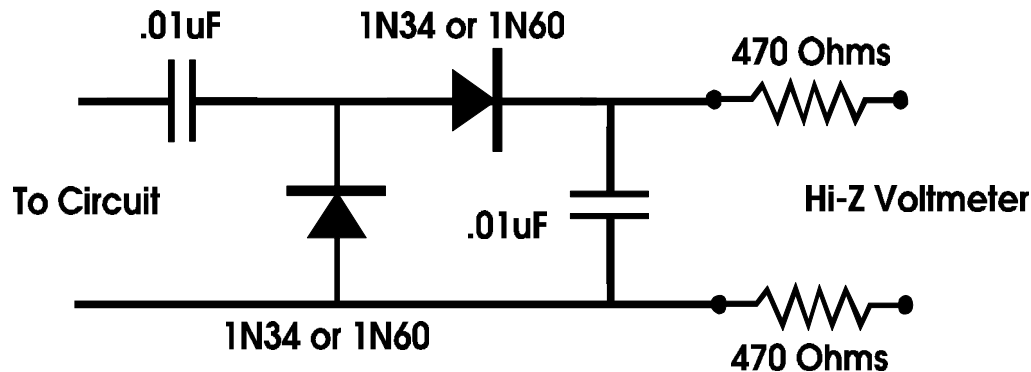 .01uF
1N34 or 1N60
470 Ohms
To Circuit
.01uF
Hi-Z Voltmeter
1N34 or 1N60
470 Ohms